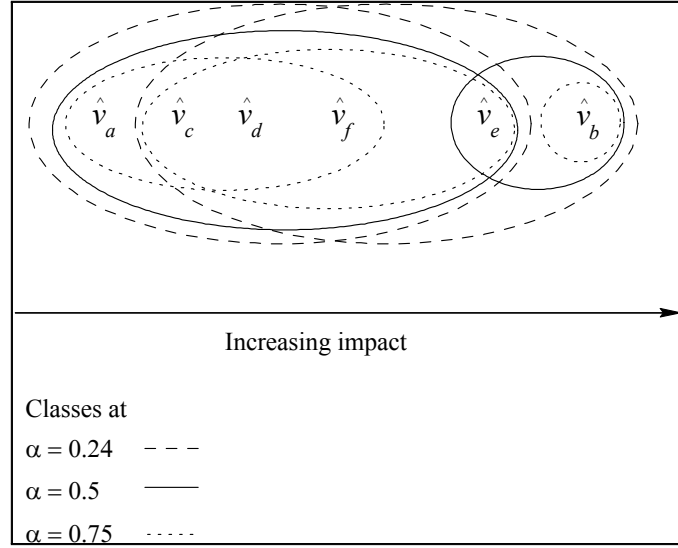 v̂a v̂c v̂d v̂f v̂e v̂b
Increasing impact
Classes at
α = 0.24
α = 0.5
α = 0.75